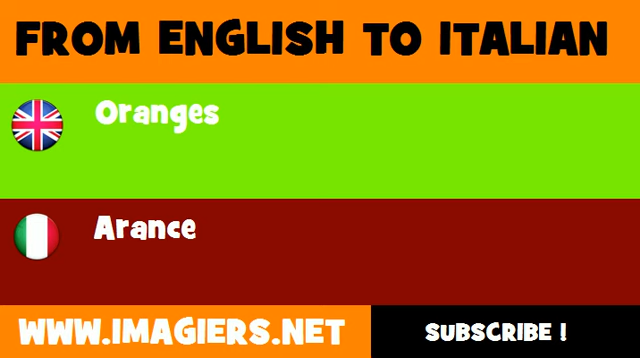 FROM ENGLISH TO ITALIAN
Oranges
Arance
WWW.IMAGIERS.NET
SUBSCRIBE !